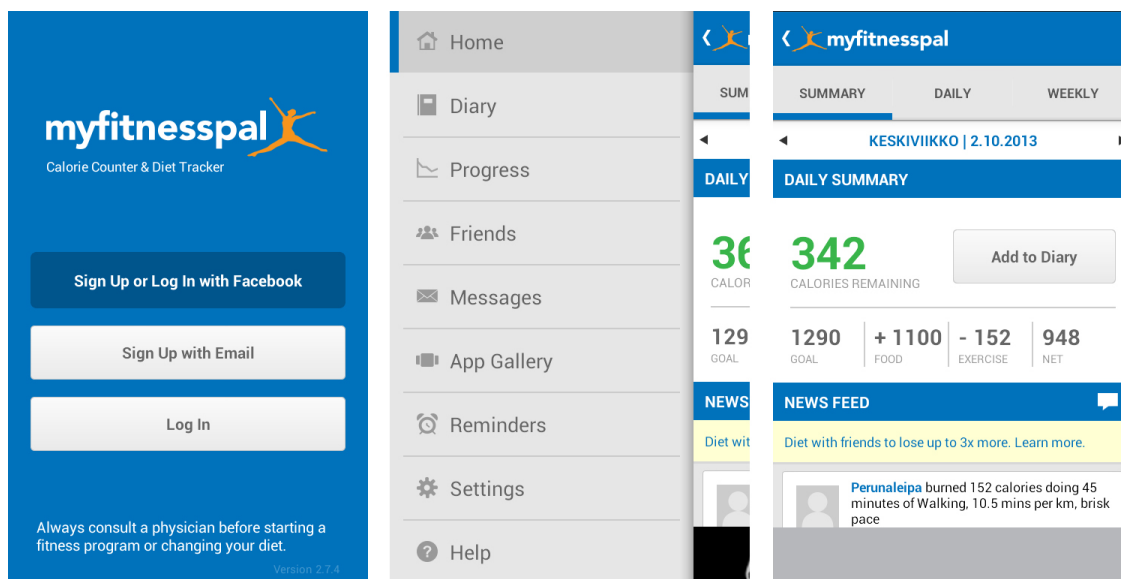 myfitnesspal
Calorie Counter & Diet Tracker
Sign Up or Log In with Facebook
Sign Up with Email
Log In
Always consult a physician before starting a
fitness program or changing your diet.
Version 2.7.4
Home
Diary
Progress
Friends
Messages
App Gallery
Reminders
Settings
Help
SUM
DAILY
36
CALOR
129
GOAL
NEWS
Diet wit
myfitnesspal
SUMMARY DAILY WEEKLY
KESKIVIIKKO | 2.10.2013
DAILY SUMMARY
342
CALORIES REMAINING
Add to Diary
1290 + 1100 - 152 948
GOAL FOOD EXERCISE NET
NEWS FEED
Diet with friends to lose up to 3x more. Learn more.
Perunaleipa burned 152 calories doing 45
minutes of Walking, 10.5 mins per km, brisk
pace